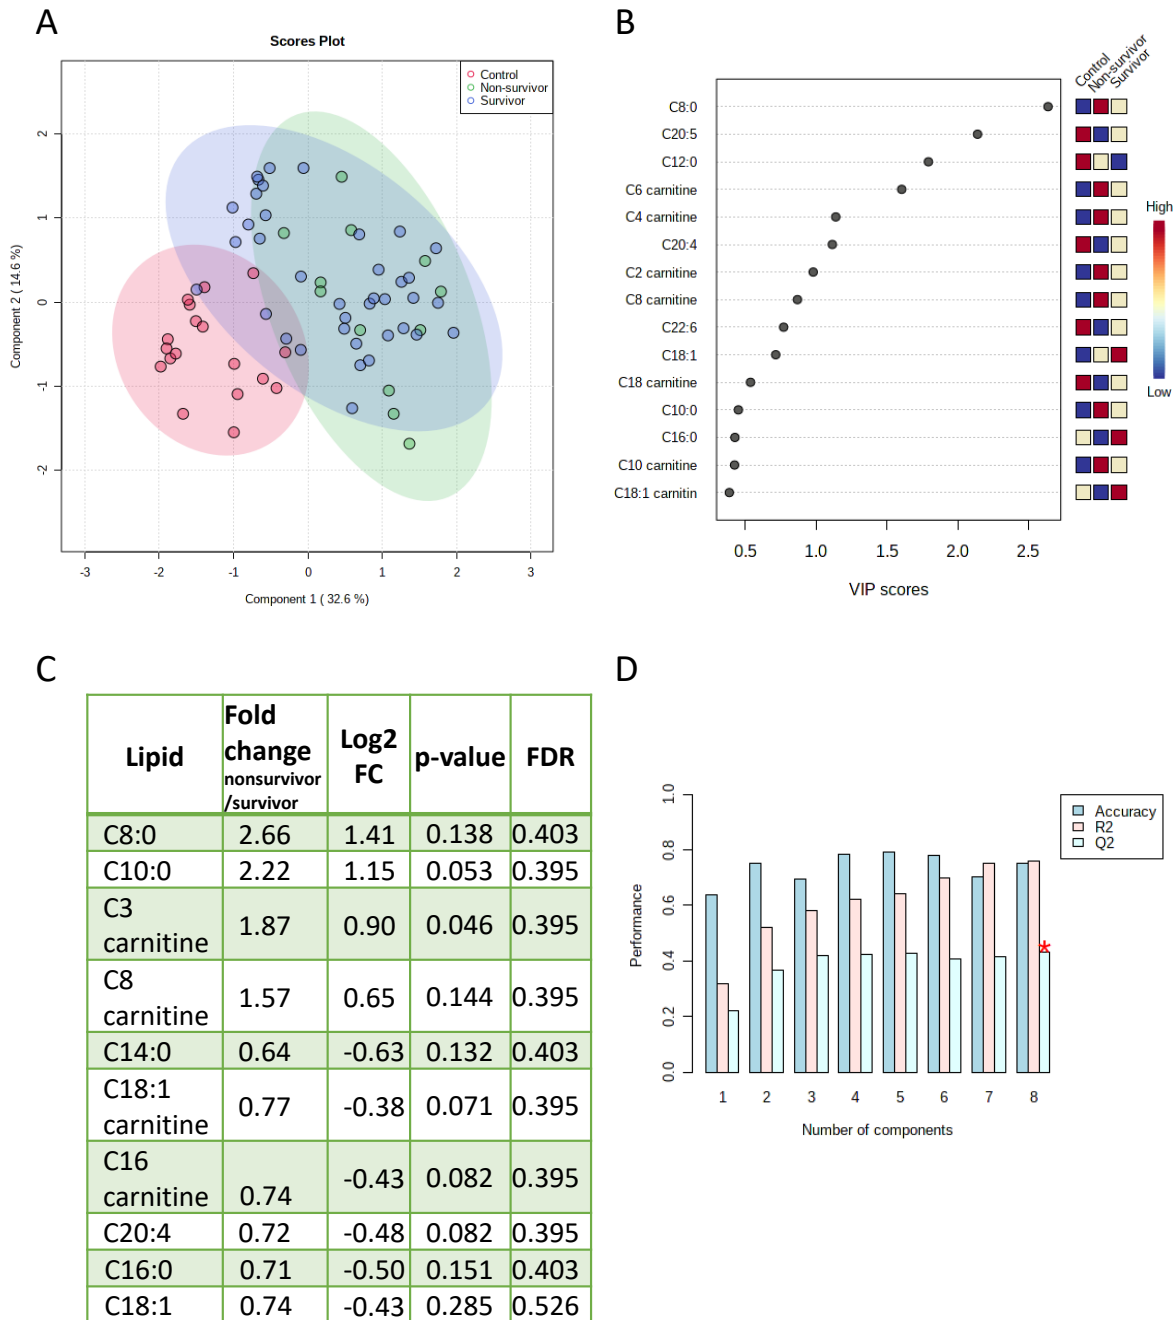 A
Scores Plot
Control
Non-survivor
Survivor
Component 2 ( 14.6 %)
2
1
0
-1
-2
-3
-2
-1
0
1
2
3
Component 1 ( 32.6 %)
B
Control
Non-survivor
Survivor
C8:0
C20:5
C12:0
C6 carnitine
C4 carnitine
C20:4
C2 carnitine
C8 carnitine
C22:6
C18:1
C18 carnitine
C10:0
C16:0
C10 carnitine
C18:1 carnitin
High
Low
0.5
1.0
1.5
2.0
2.5
VIP scores
C
Lipid
Fold
change
nonsurvivor
/survivor
Log2
FC
p-value
FDR
C8:0 2.66 1.41 0.138 0.403
C10:0 2.22 1.15 0.053 0.395
C3
carnitine
1.87 0.90 0.046 0.395
C8
carnitine
1.57 0.65 0.144 0.395
C14:0 0.64 -0.63 0.132 0.403
C18:1
carnitine
0.77 -0.38 0.071 0.395
C16
carnitine
0.74 -0.43 0.082 0.395
C20:4 0.72 -0.48 0.082 0.395
C16:0 0.71 -0.50 0.151 0.403
C18:1 0.74 -0.43 0.285 0.526
D
Accuracy
R2
Q2
Performance
1.0
0.8
0.6
0.4
0.2
0.0
*
1 2 3 4 5 6 7 8
Number of components